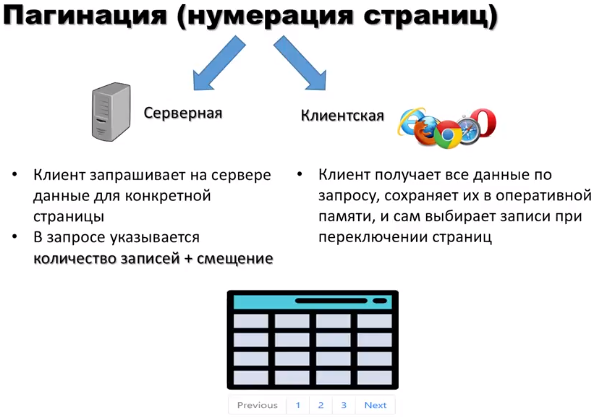 Пагинация (нумерация страниц)
Серверная
Клиентская
• Клиент запрашивает на сервере
данные для конкретной
страницы
• В запросе указывается
количество записей + смещение
• Клиент получает все данные по
запросу, сохраняет их в оперативной
памяти, и сам выбирает записи при
переключении страниц
Previous 1 2 3 Next